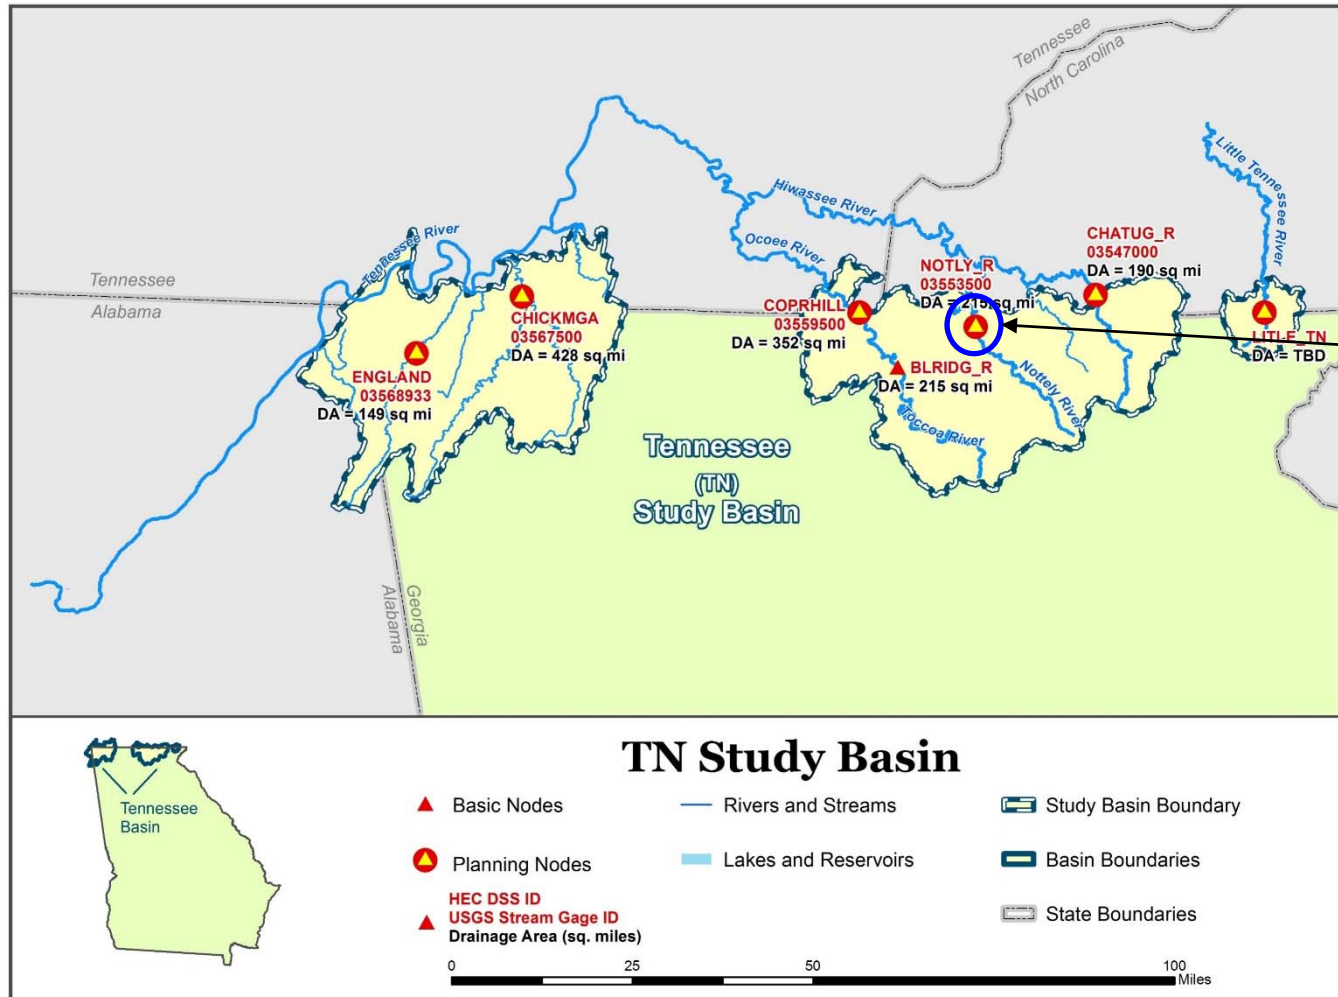 Tennessee
North Carolina
Little Tennessee
River
Hiwassee River
Ocoee River
Tennessee River
CHATUG_R
03547000
DA = 190 sq mi
NOTLY_R
03553500
DA = 215 sq mi
Tennessee
Alabama
COPRHILL
03559500
DA = 352 sq mi
CHICKMGA
03567500
DA = 428 sq mi
LITLE_TN
DA = TBD
ENGLAND
03568933
DA = 149 sq mi
BLRIDG_R
DA = 215 sq mi
Nottely River
Toccoa River
Tennessee
(TN)
Study Basin
Alabama
Georgia
TN Study Basin
Tennessee
Basin
Basic Nodes
Rivers and Streams
Study Basin Boundary
Planning Nodes
Lakes and Reservoirs
Basin Boundaries
HEC DSS ID
USGS Stream Gage ID
Drainage Area (sq. miles)
State Boundaries
0 25 50 100
Miles